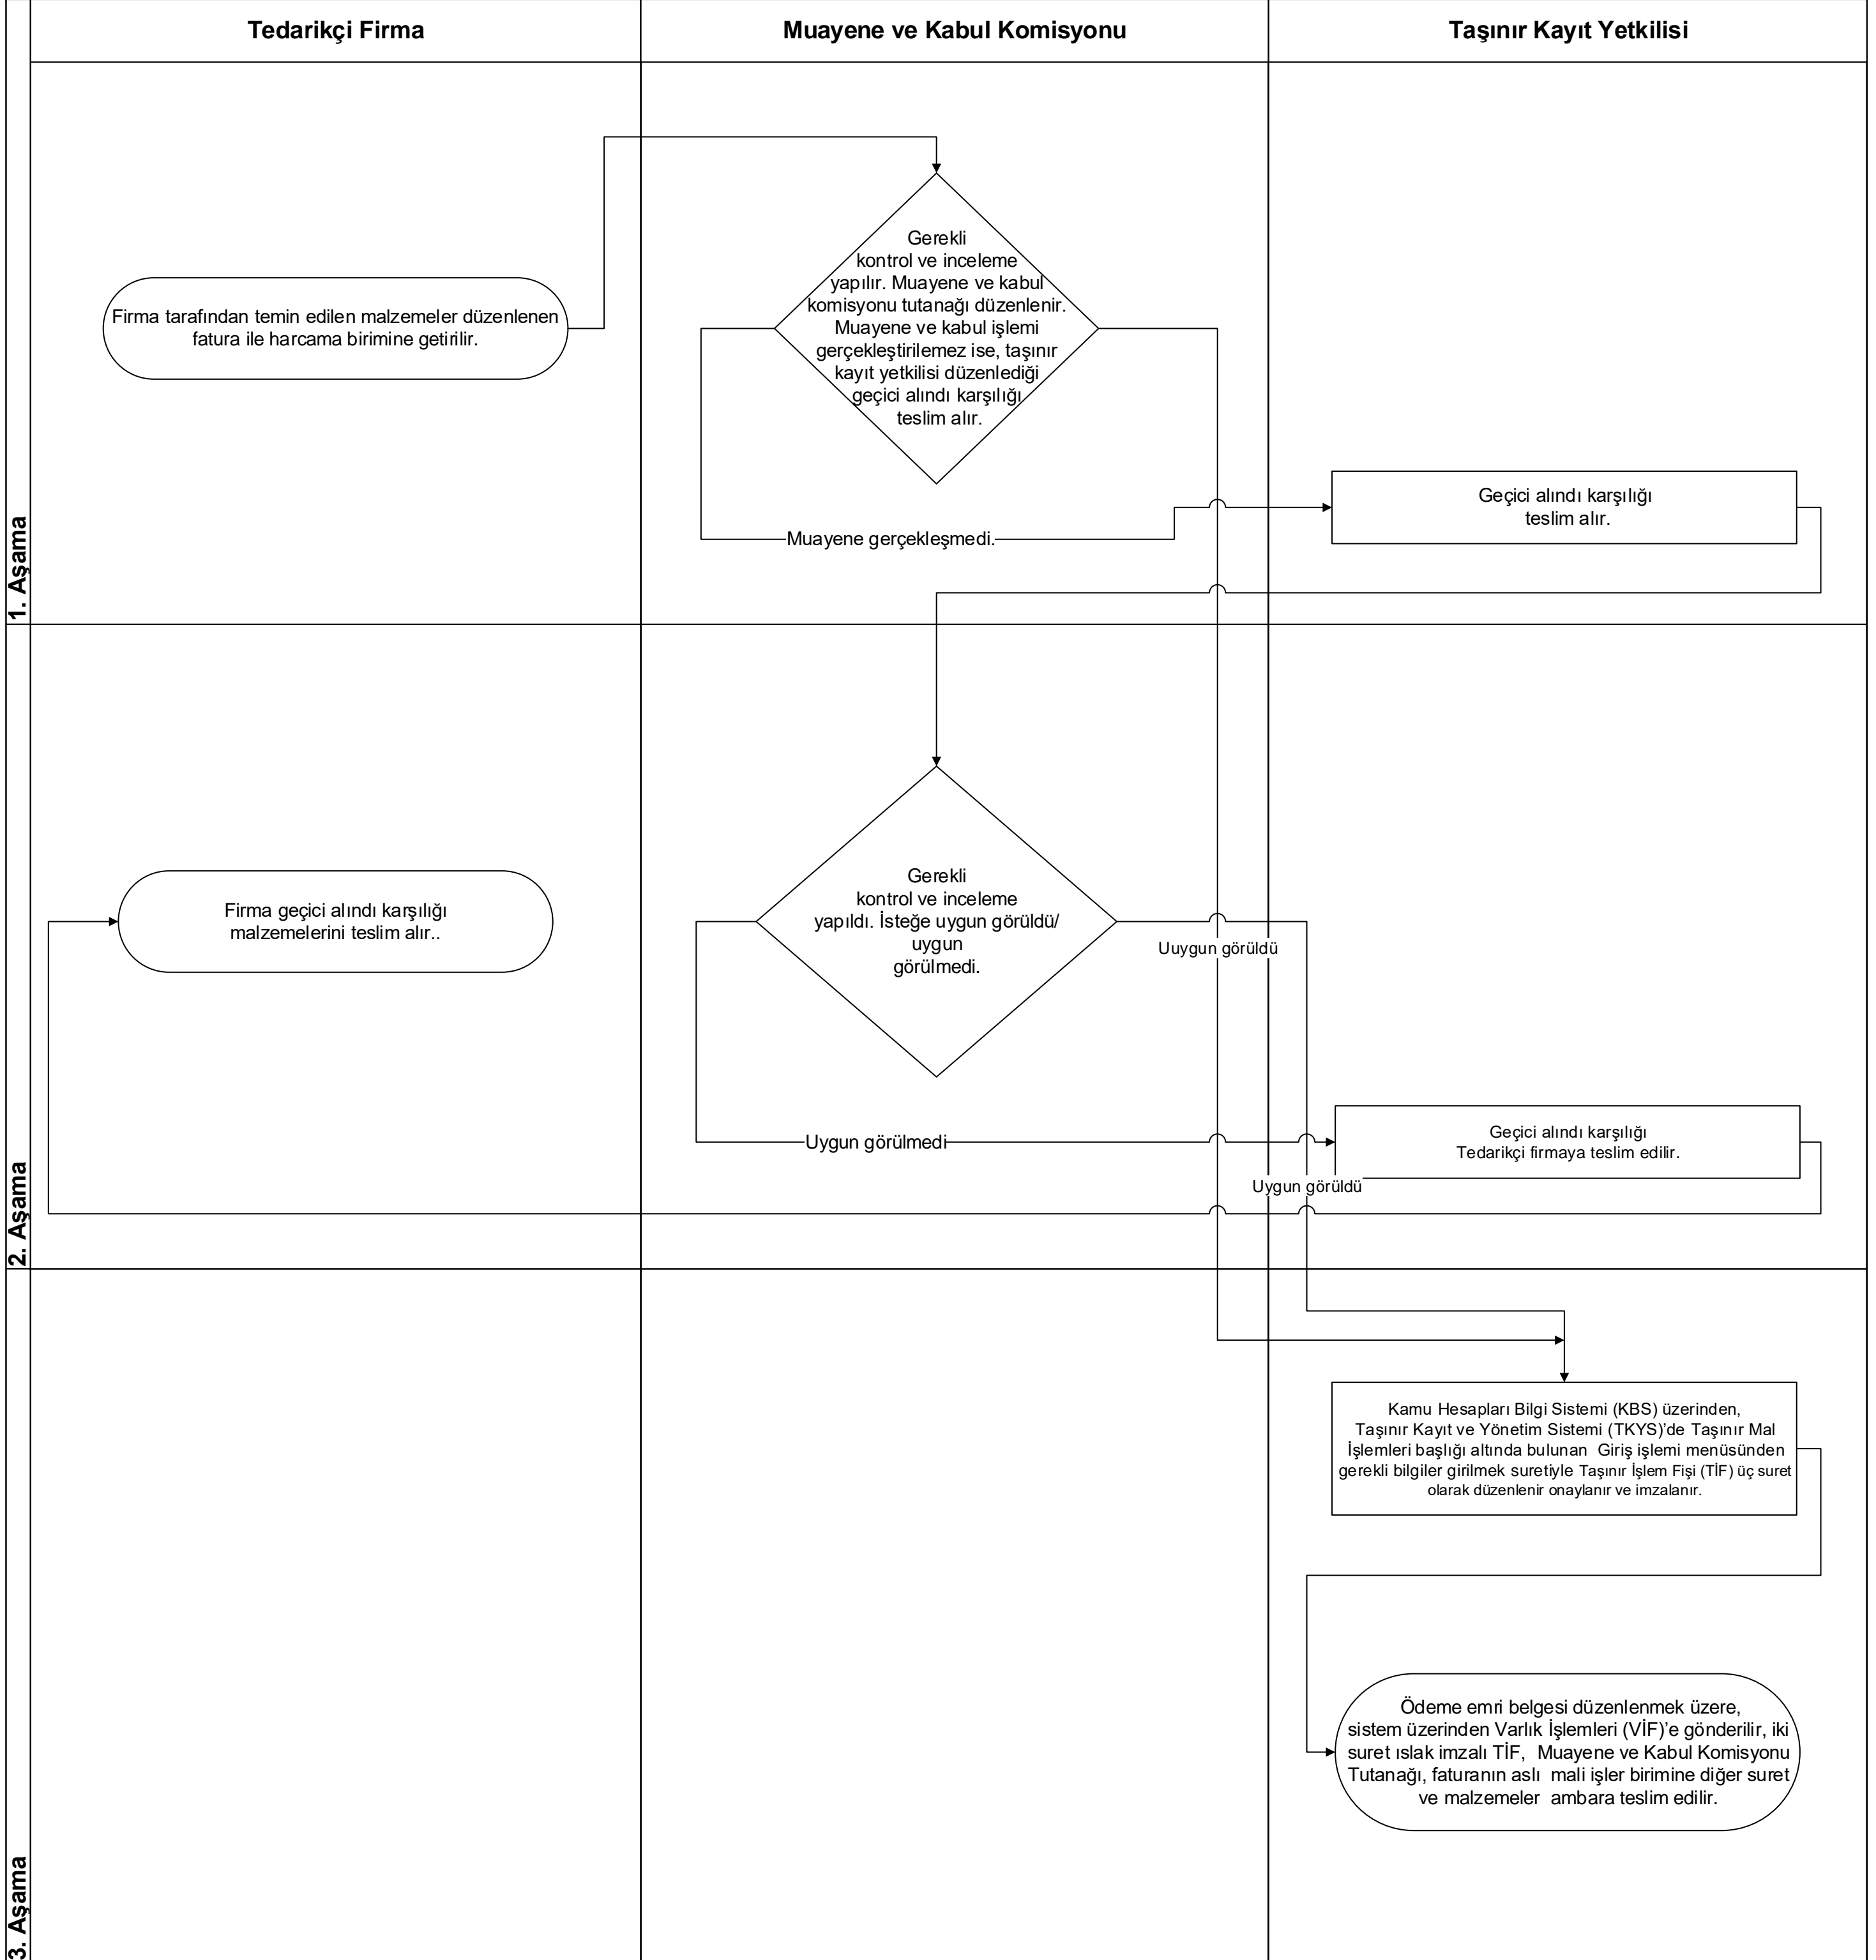 Tedarikçi Firma
Muayene ve Kabul Komisyonu
Taşınır Kayıt Yetkilisi
1. Aşama
Firma tarafından temin edilen malzemeler düzenlenen
fatura ile harcama birimine getirilir.
Gerekli
kontrol ve inceleme
yapılır. Muayene ve kabul
komisyonu tutanağı düzenlenir.
Muayene ve kabul işlemi
gerçekleştirilemez ise, taşınır
kayıt yetkilisi düzenlediği
geçici alındı karşılığı
teslim alır.
Muayene gerçekleşmedi.
Geçici alındı karşılığı
teslim alır.
2. Aşama
Firma geçici alındı karşılığı
malzemelerini teslim alır..
Gerekli
kontrol ve inceleme
yapıldı. İsteğe uygun görüldü/
uygun
görülmedi.
Uuygun görüldü
Uygun görülmedi
Geçici alındı karşılığı
Tedarikçi firmaya teslim edilir.
Uygun görüldü
3. Aşama
Kamu Hesapları Bilgi Sistemi (KBS) üzerinden,
Taşınır Kayıt ve Yönetim Sistemi (TKYS)'de Taşınır Mal
İşlemleri başlığı altında bulunan  Giriş işlemi menüsünden
gerekli bilgiler girilmek suretiyle Taşınır İşlem Fişi (TİF) üç suret
olarak düzenlenir onaylanır ve imzalanır.
Ödeme emri belgesi düzenlenmek üzere,
sistem üzerinden Varlık İşlemleri (VİF)'e gönderilir, iki
suret ıslak imzalı TİF,  Muayene ve Kabul Komisyonu
Tutanağı, faturanın aslı  mali işler birimine diğer suret
ve malzemeler  ambara teslim edilir.